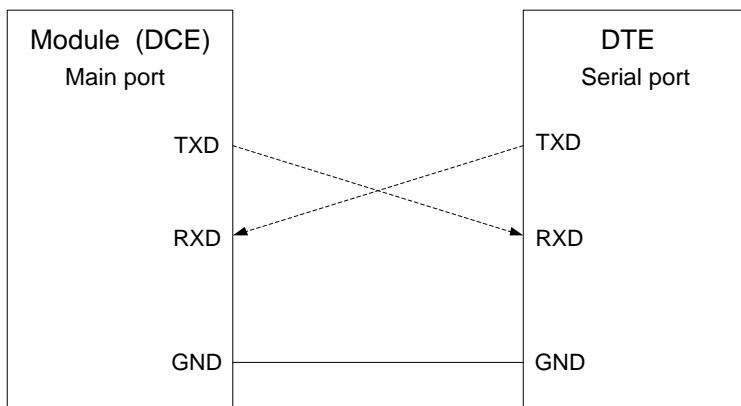 Module (DCE)
Main port
TXD
RXD
GND
DTE
Serial port
TXD
RXD
GND